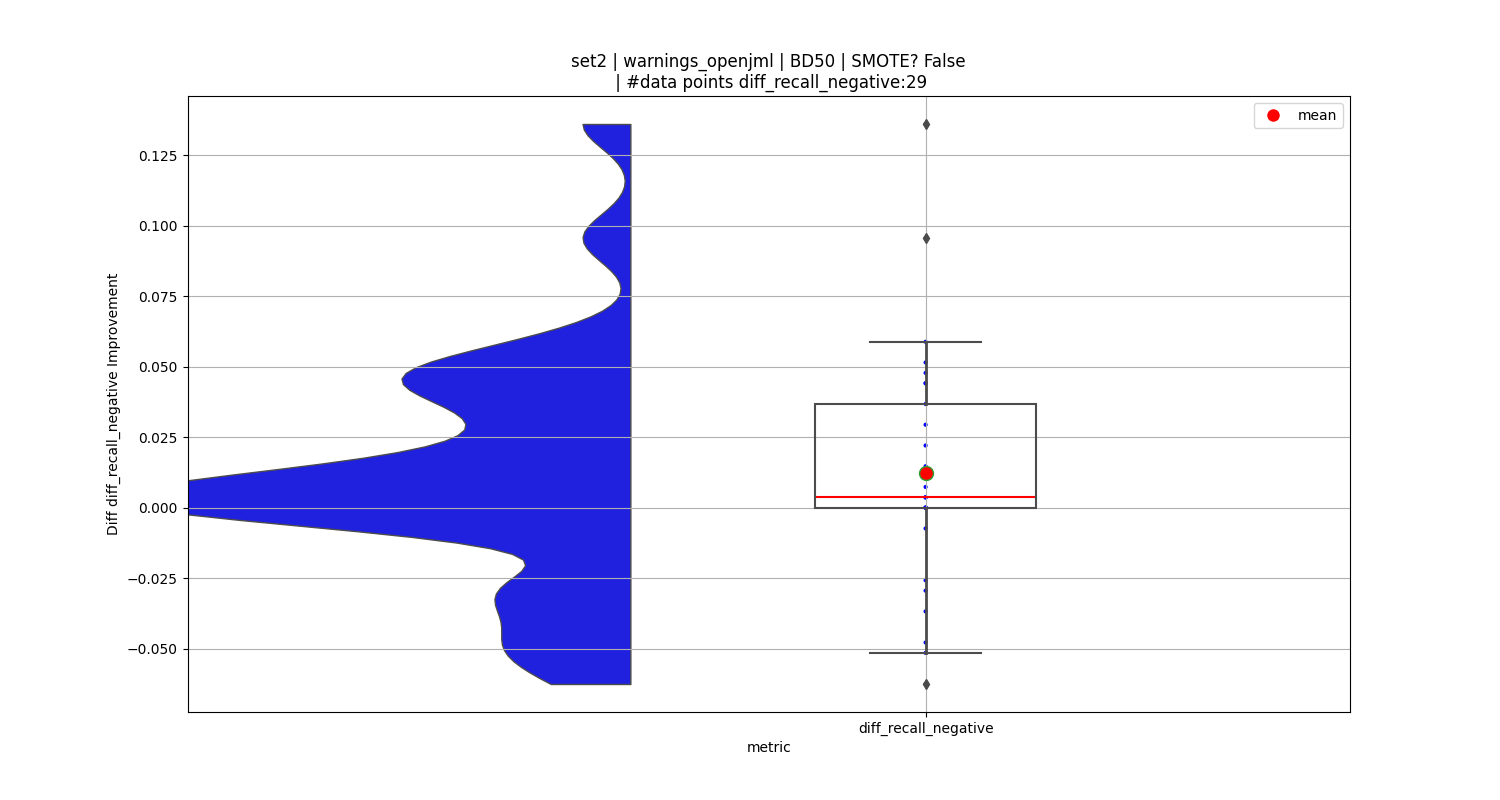 set2 | warnings_openjml | BD50 | SMOTE? False
| #data points diff_recall_negative:29
mean
0.125
0.100
0.075
0.050
0.025
0.000
−0.025
−0.050
Diff diff_recall_negative Improvement
diff_recall_negative
metric